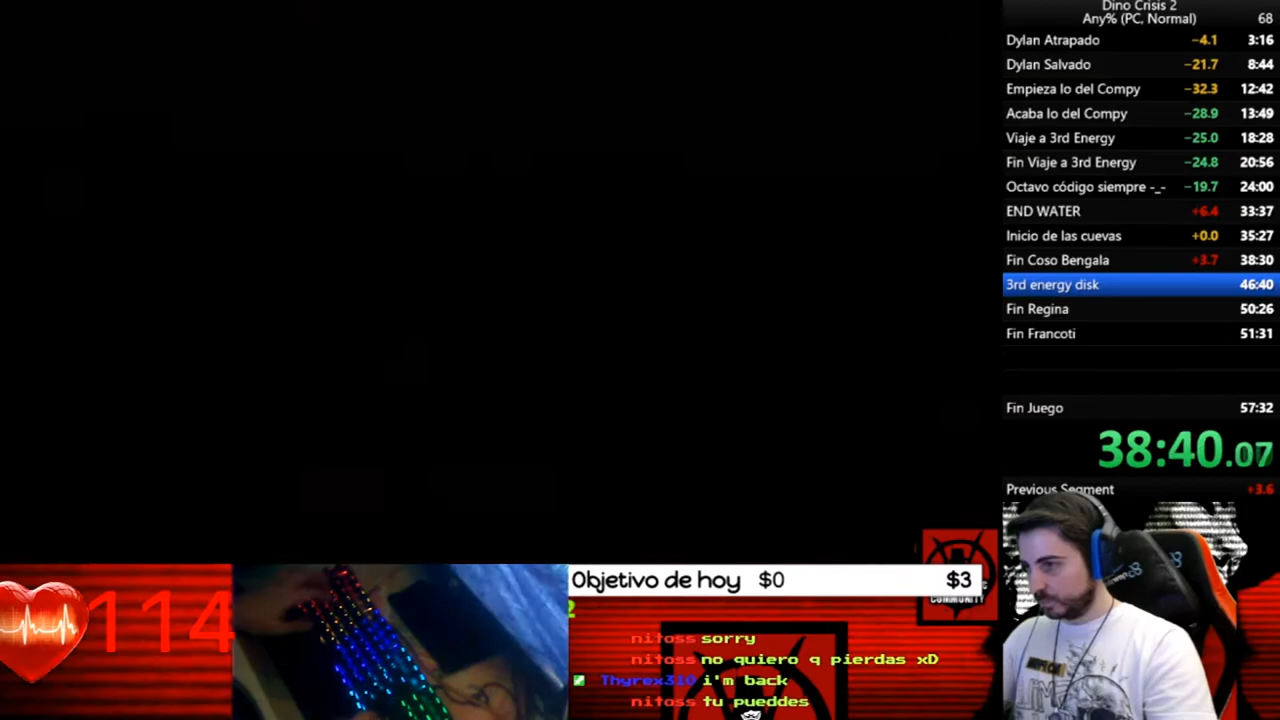 Dino Crisis 2
Any% (PC, Normal) 68
Dylan Atrapado −4.1 3:16
Dylan Salvado −21.7 8:44
Empieza lo del Compy −32.3 12:42
Acaba lo del Compy −28.9 13:49
Viaje a 3rd Energy −25.0 18:28
Fin Viaje a 3rd Energy −24.8 20:56
Octavo código siempre -_- −19.7 24:00
END WATER +6.4 33:37
Inicio de las cuevas +0.0 35:27
Fin Coso Bengala +3.7 38:30
3rd energy disk 46:40
Fin Regina 50:26
Fin Francoti 51:31
Fin Juego 57:32
38:40.07
Previous Segment +3.6
114
Objetivo de hoy $0 $3
COMMUNITY
nitoss sorry
nitoss no quiero q pierdas xD
Thyrex310 i'm back
nitoss tu pueddes